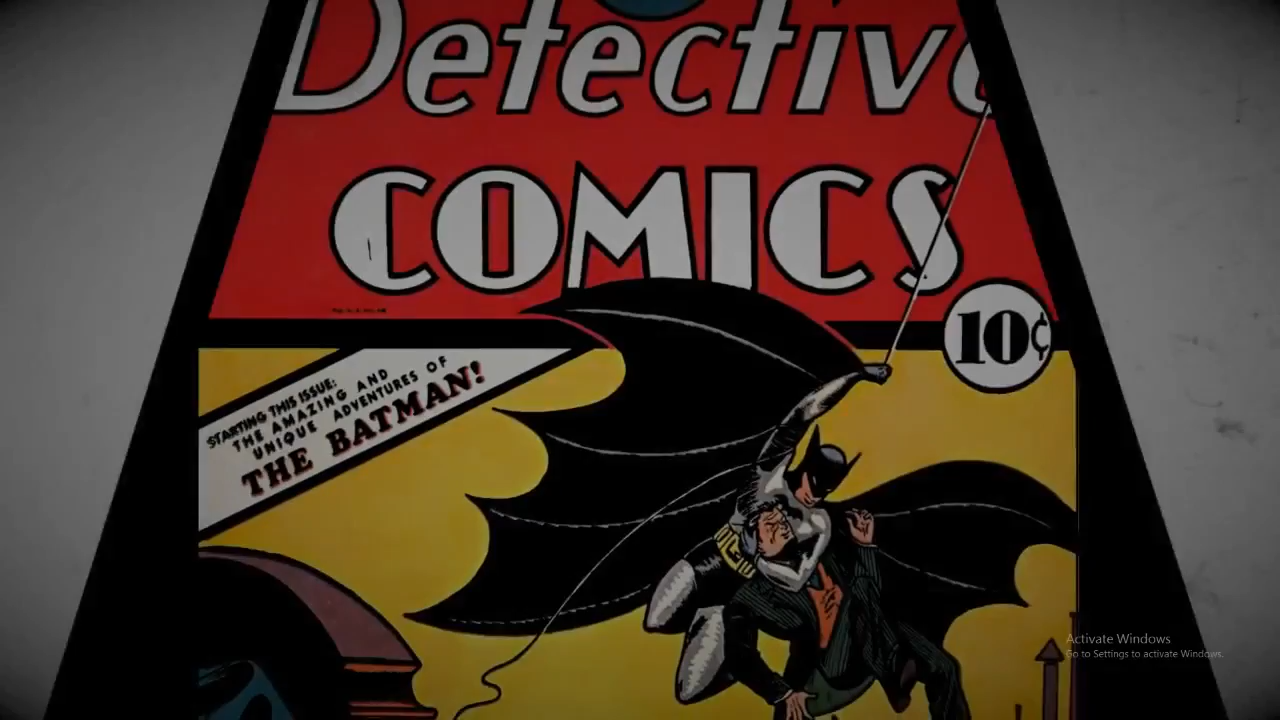 Detective
COMICS
10¢
STARTING THIS ISSUE:
THE AMAZING AND
UNIQUE ADVENTURES OF
THE BATMAN!
Activate Windows
Go to Settings to activate Windows.